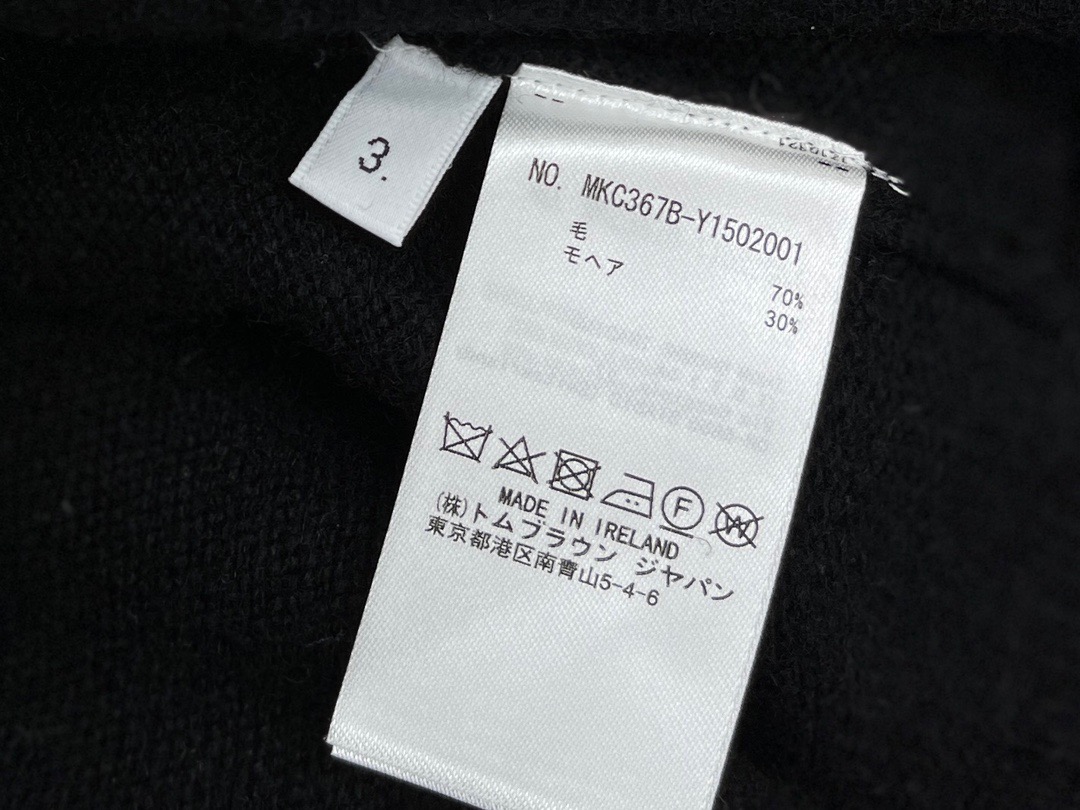 3.
NO. MKC367B-Y1502001
毛 70%
モヘア 30%
F
W
MADE IN IRELAND
(株)トムブラウン ジヤパン
東京都港区南青山5-4-6